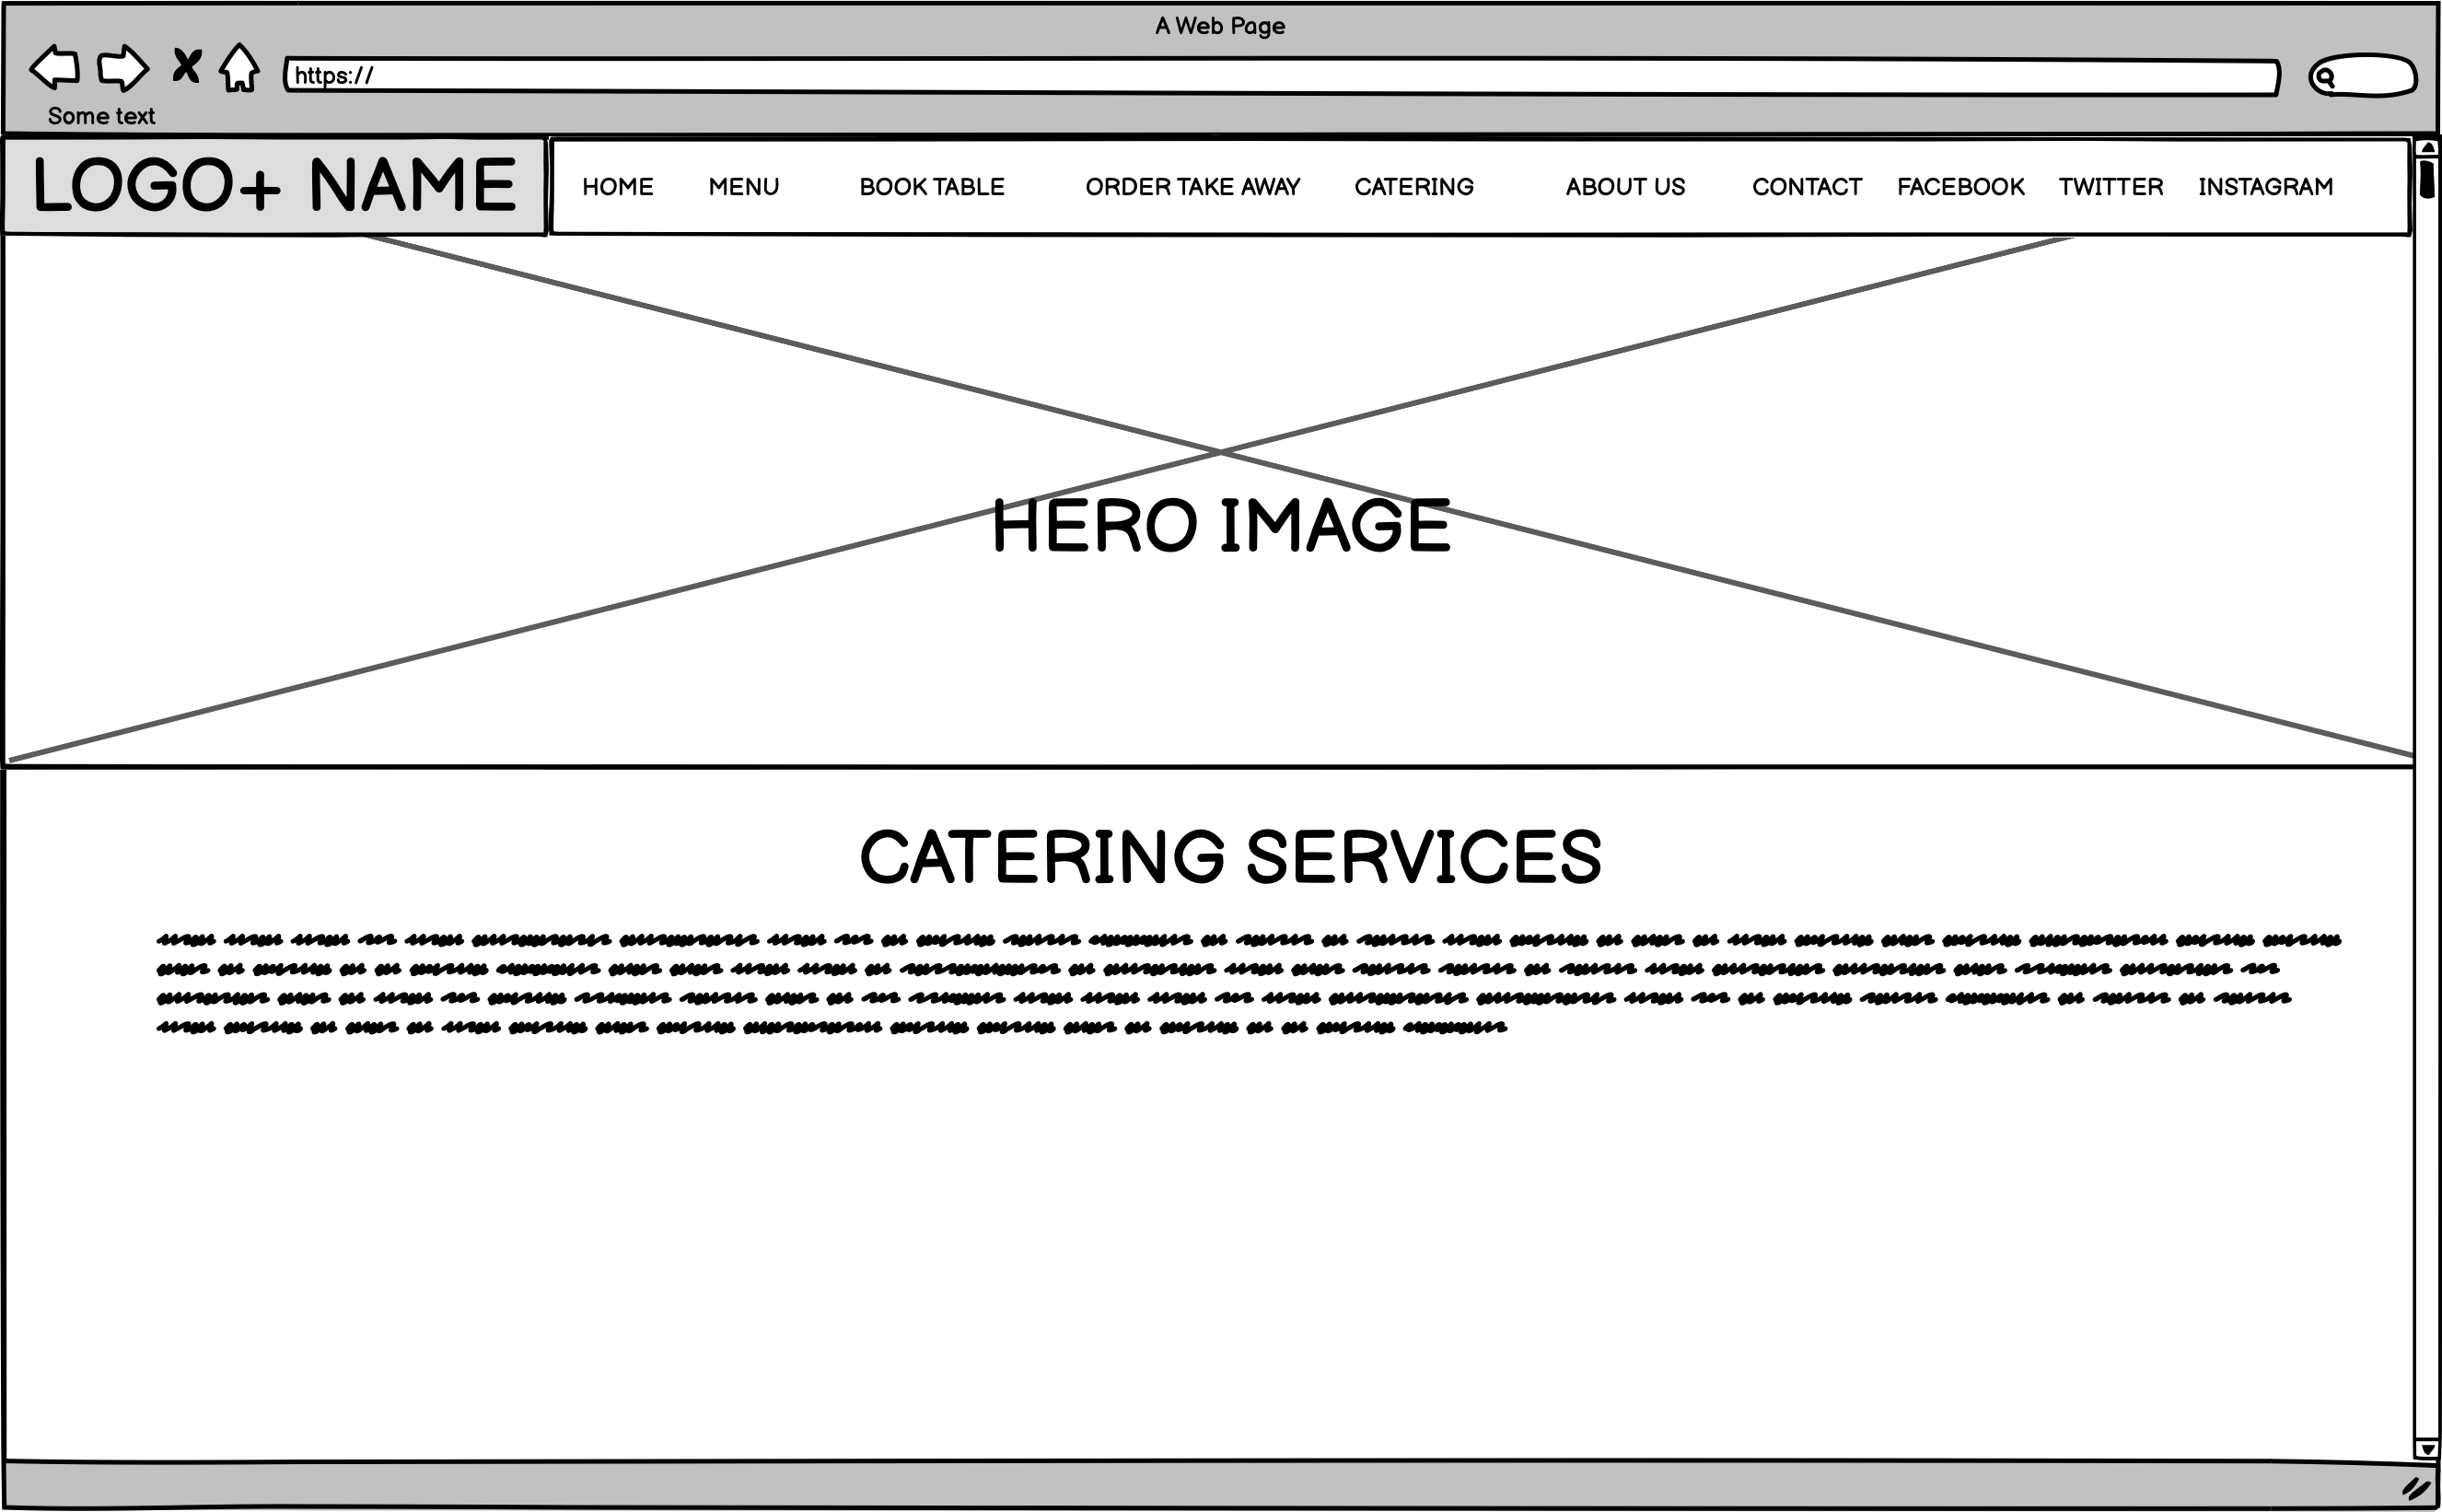 A Web Page
https://
Some text
LOGO+ NAME
HOME MENU BOOK TABLE ORDER TAKE AWAY CATERING ABOUT US CONTACT FACEBOOK TWITTER INSTAGRAM
HERO IMAGE
CATERING SERVICES